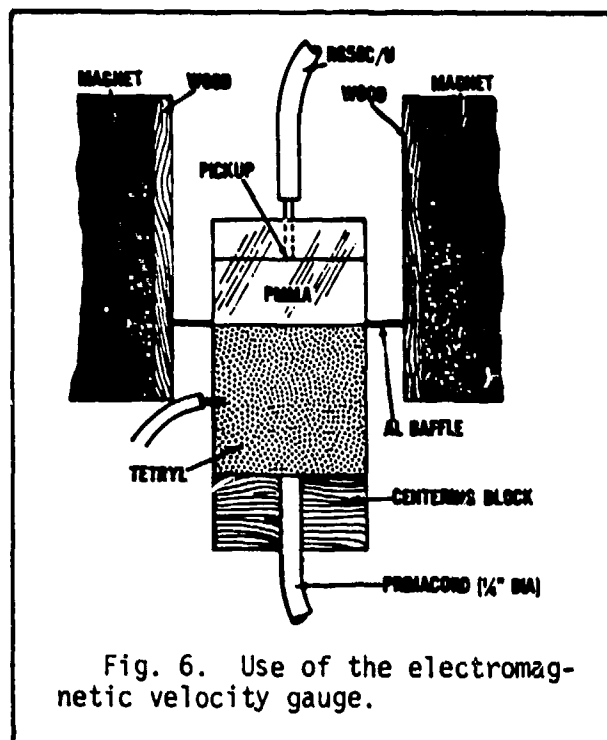 RG58C/U
MAGNET
WOOD
WOOD
MAGNET
PICKUP
PMMA
AL BAFFLE
TETRYL
CENTERING BLOCK
PRIMACORD (¼" DIA)
Fig. 6. Use of the electromag-
netic velocity gauge.